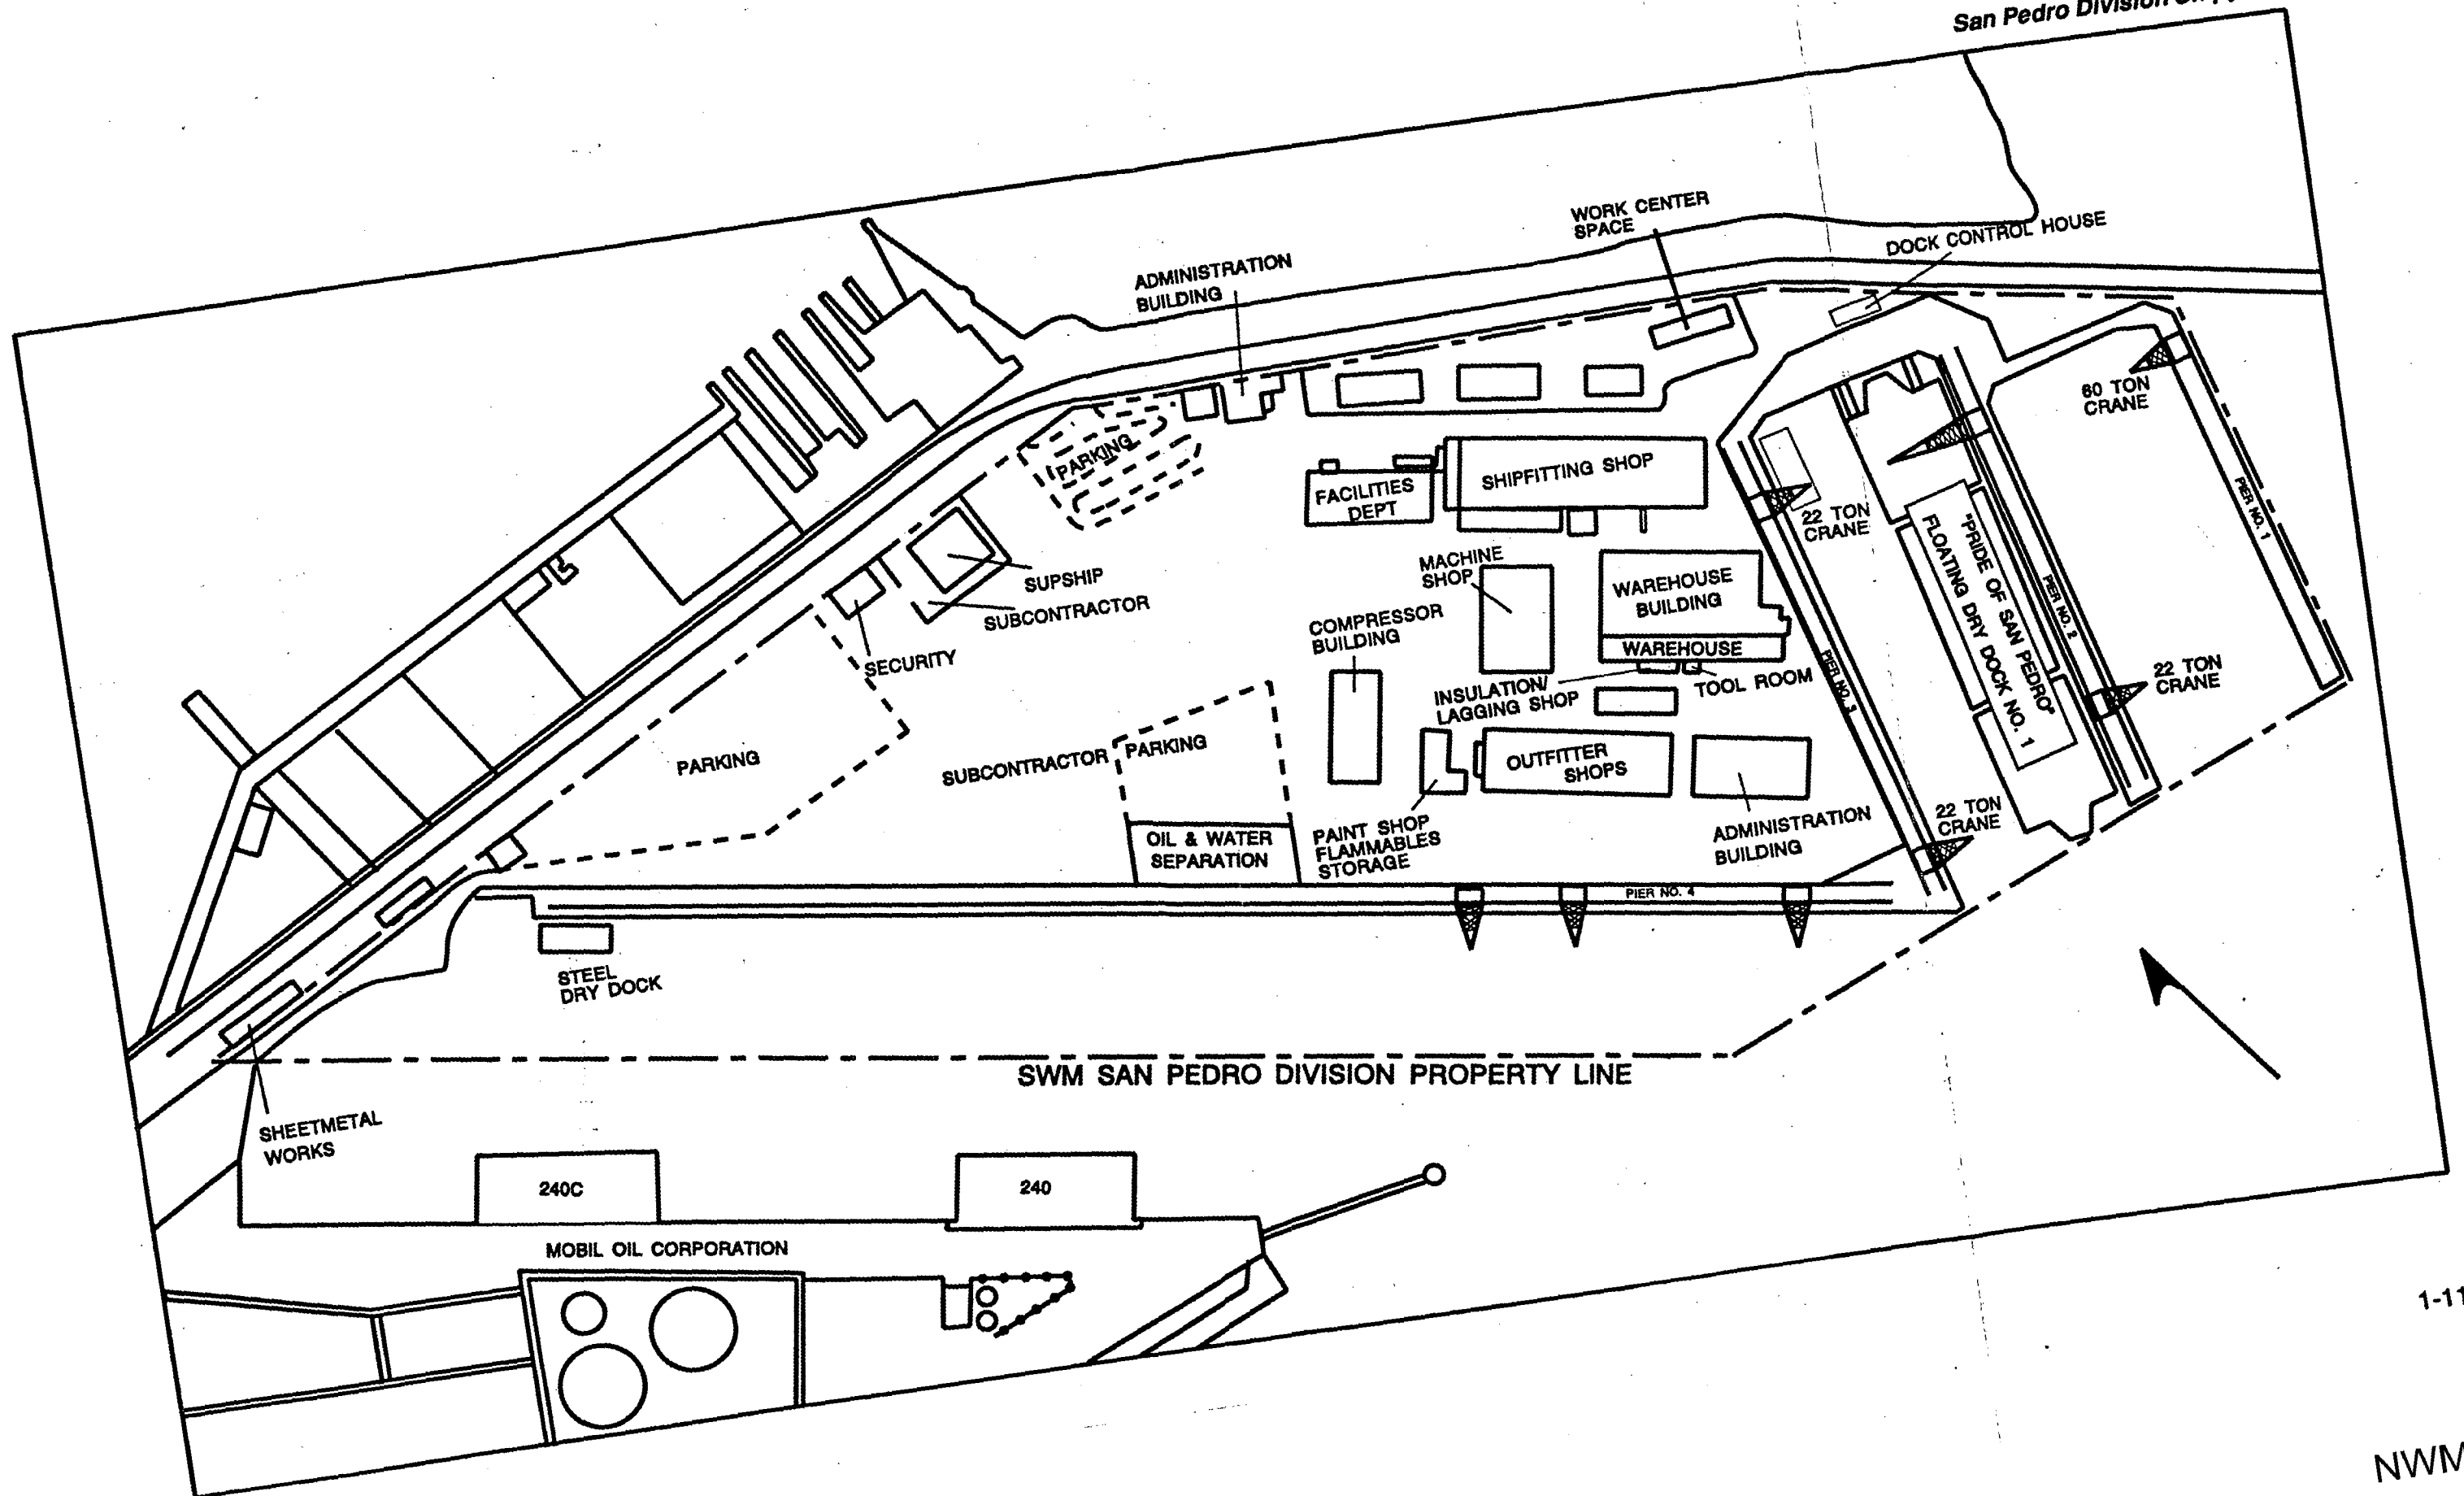 San Pedro Division
WORK CENTER
SPACE
DOCK CONTROL HOUSE
ADMINISTRATION
BUILDING
60 TON
CRANE
PARKING
SHIPFITTING SHOP
FACILITIES
DEPT
22 TON
CRANE
PIER NO. 1
"PRIDE OF SAN PEDRO"
FLOATING DRY DOCK NO. 1
PIER NO. 2
SUPSHIP
SUBCONTRACTOR
SECURITY
MACHINE
SHOP
WAREHOUSE
BUILDING
COMPRESSOR
BUILDING
WAREHOUSE
INSULATION/
LAGGING SHOP
TOOL ROOM
PIER NO. 3
22 TON
CRANE
PARKING
SUBCONTRACTOR PARKING
OUTFITTER
SHOPS
22 TON
CRANE
OIL & WATER
SEPARATION
PAINT SHOP
FLAMMABLES
STORAGE
ADMINISTRATION
BUILDING
PIER NO. 4
STEEL
DRY DOCK
SWM SAN PEDRO DIVISION PROPERTY LINE
SHEETMETAL
WORKS
240C
240
MOBIL OIL CORPORATION
1-11
NWM